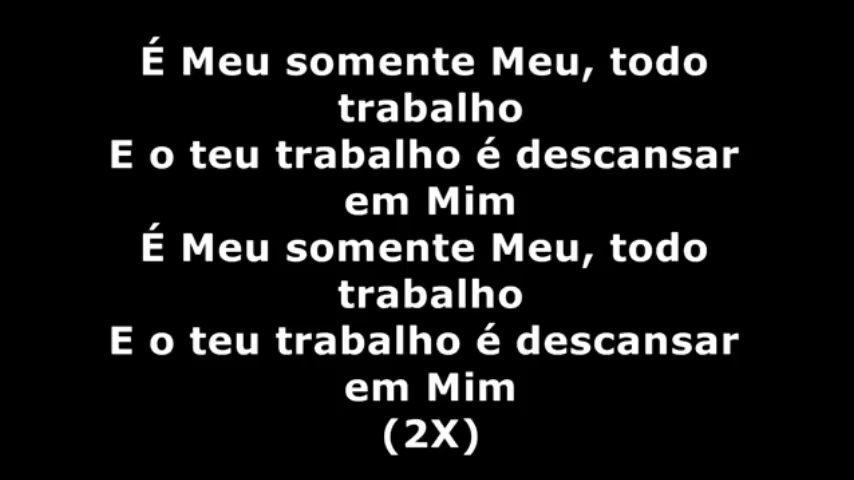 É Meu somente Meu, todo
trabalho
E o teu trabalho é descansar
em Mim
É Meu somente Meu, todo
trabalho
E o teu trabalho é descansar
em Mim
(2X)